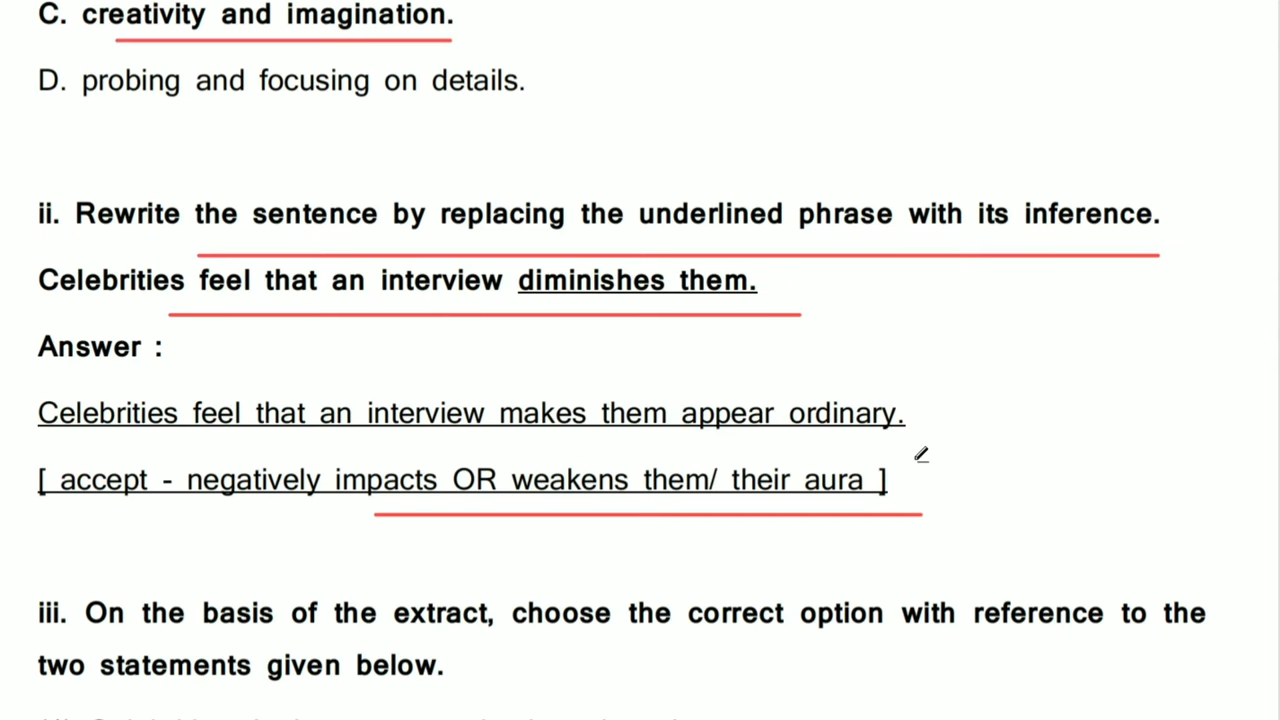 C. creativity and imagination.
D. probing and focusing on details.
ii. Rewrite the sentence by replacing the underlined phrase with its inference.
Celebrities feel that an interview diminishes them.
Answer :
Celebrities feel that an interview makes them appear ordinary.
[ accept - negatively impacts OR weakens them/ their aura ]
iii. On the basis of the extract, choose the correct option with reference to the
two statements given below.